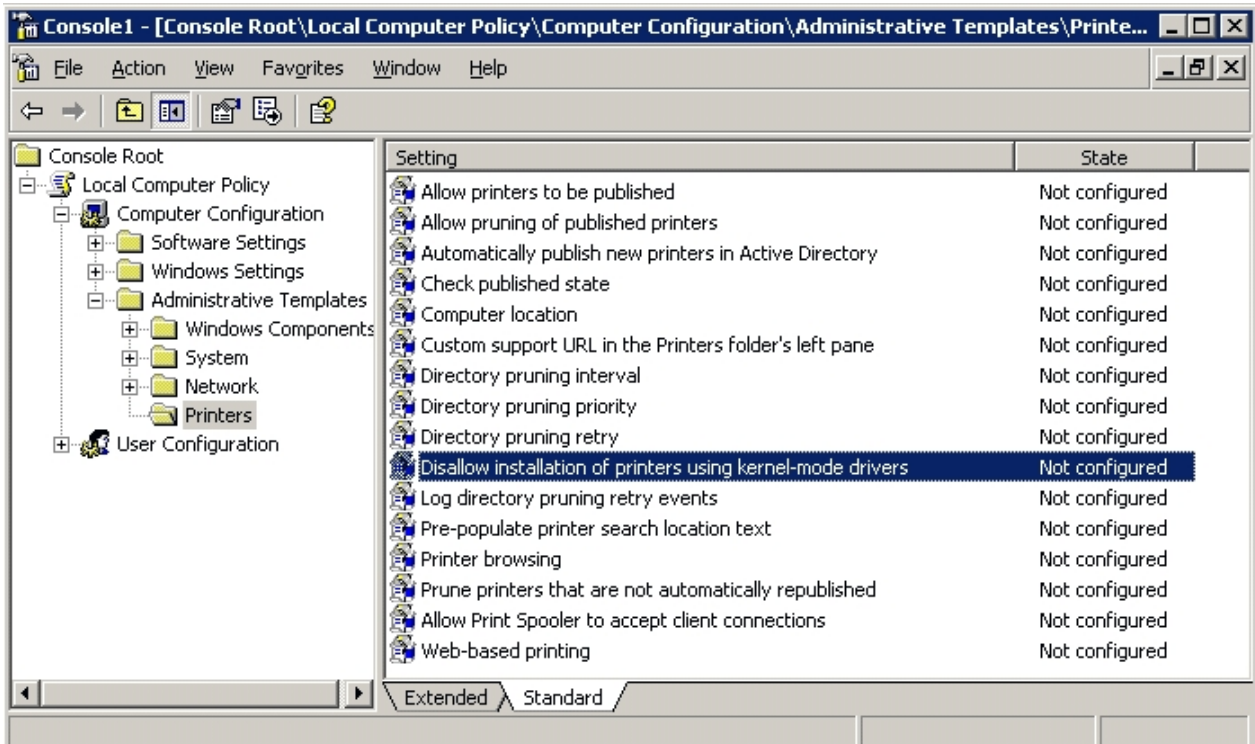 Console1 - [Console Root\Local Computer Policy\Computer Configuration\Administrative Templates\Printe...
File Action View Favorites Window Help
Console Root
Local Computer Policy
Computer Configuration
Software Settings
Windows Settings
Administrative Templates
Windows Components
System
Network
Printers
User Configuration
Setting State
Allow printers to be published Not configured
Allow pruning of published printers Not configured
Automatically publish new printers in Active Directory Not configured
Check published state Not configured
Computer location Not configured
Custom support URL in the Printers folder's left pane Not configured
Directory pruning interval Not configured
Directory pruning priority Not configured
Directory pruning retry Not configured
Disallow installation of printers using kernel-mode drivers Not configured
Log directory pruning retry events Not configured
Pre-populate printer search location text Not configured
Printer browsing Not configured
Prune printers that are not automatically republished Not configured
Allow Print Spooler to accept client connections Not configured
Web-based printing Not configured
Extended Standard